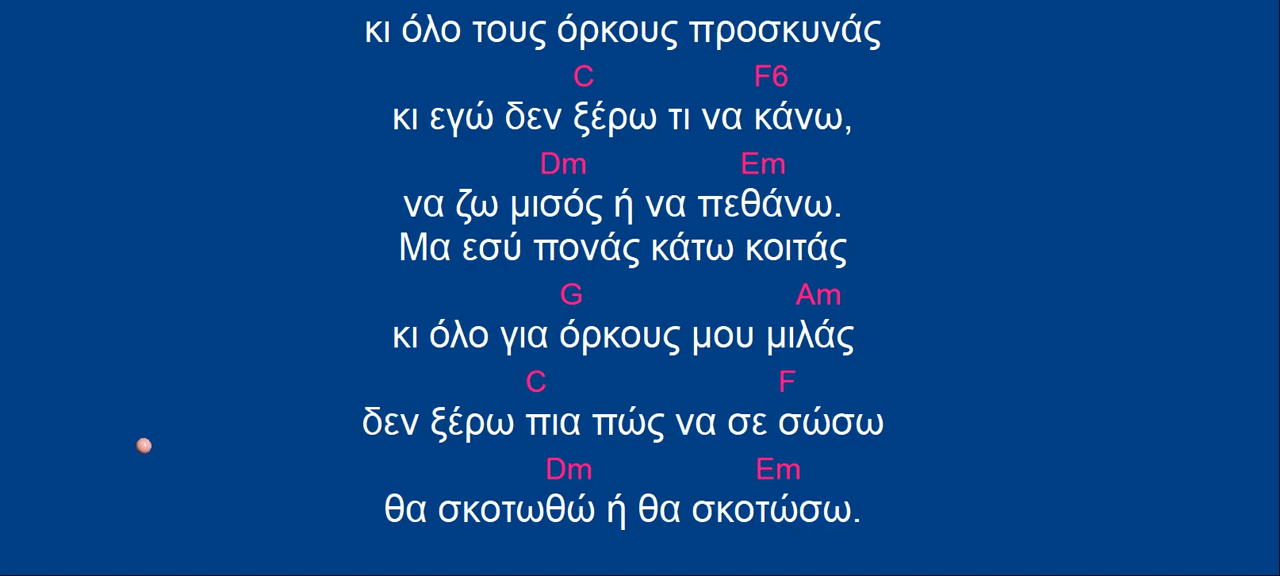 κι όλο τους όρκους προσκυνάς
C F6
κι εγώ δεν ξέρω τι να κάνω,
Dm Em
να ζω μισός ή να πεθάνω.
Μα εσύ πονάς κάτω κοιτάς
G Am
κι όλο για όρκους μου μιλάς
C F
δεν ξέρω πια πώς να σε σώσω
Dm Em
θα σκοτωθώ ή θα σκοτώσω.